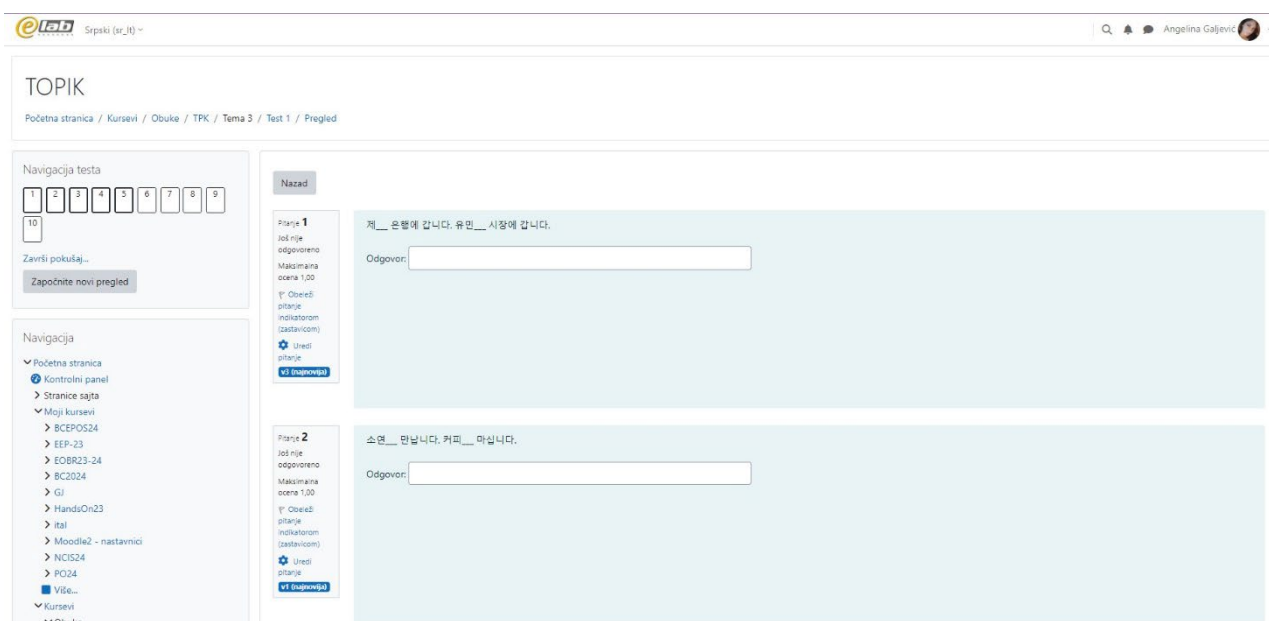 elab Srpski (sr_lt)
Angelina Galjević
TOPIK
Početna stranica / Kursevi / Obuke / TPK / Tema 3 / Test 1 / Pregled
Navigacija testa
1 2 3 4 5 6 7 8 9
10
Završi pokušaj...
Započnite novi pregled
Navigacija
Početna stranica
Kontrolni panel
Stranice sajta
Moji kursevi
BCEPOS24
EEP-23
EOBR23-24
BC2024
GJ
HandsOn23
ital
Moodle2 - nastavnici
NCIS24
PO24
Više...
Kursevi
Nazad
Pitanje 1
Još nije
odgovoreno
Maksimalna
ocena 1,00
Obeleži
pitanje
indikatorom
(zastavicom)
Uredi
pitanje
v3 (najnovija)
제__ 은행에 갑니다. 유민__ 시장에 갑니다.
Odgovor:
Pitanje 2
Još nije
odgovoreno
Maksimalna
ocena 1,00
Obeleži
pitanje
indikatorom
(zastavicom)
Uredi
pitanje
v1 (najnovija)
소연__ 만납니다. 커피__ 마십니다.
Odgovor: